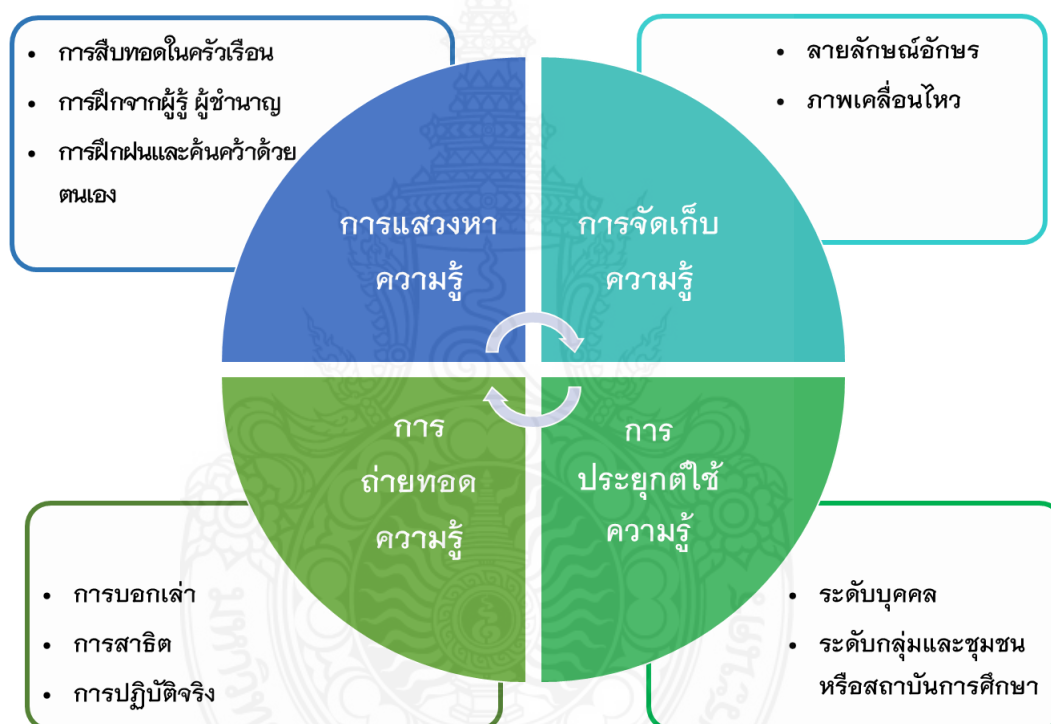 • การสืบทอดในครัวเรือน
• การฝึกจากผู้รู้ ผู้ชำนาญ
• การฝึกฝนและค้นคว้าด้วย
ตนเอง
• ลายลักษณ์อักษร
• ภาพเคลื่อนไหว
การแสวงหา
ความรู้
การจัดเก็บ
ความรู้
การ
ถ่ายทอด
ความรู้
การ
ประยุกต์ใช้
ความรู้
• การบอกเล่า
• การสาธิต
• การปฏิบัติจริง
• ระดับบุคคล
• ระดับกลุ่มและชุมชน
หรือสถาบันการศึกษา